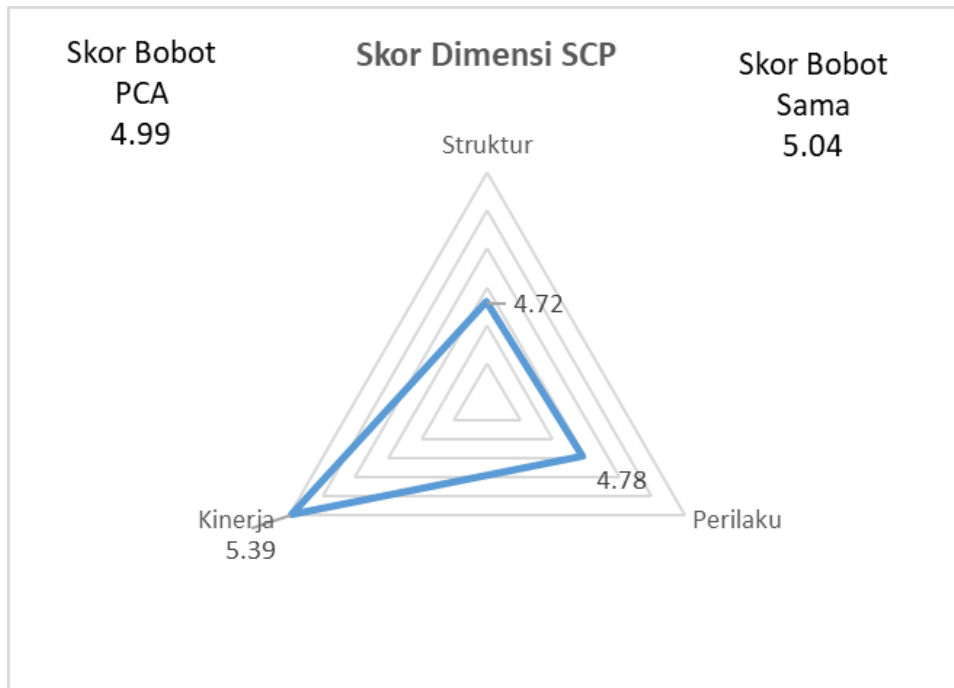 Skor Bobot
PCA
4.99
Skor Dimensi SCP
Skor Bobot
Sama
5.04
Struktur
4.72
4.78
Kinerja
5.39
Perilaku